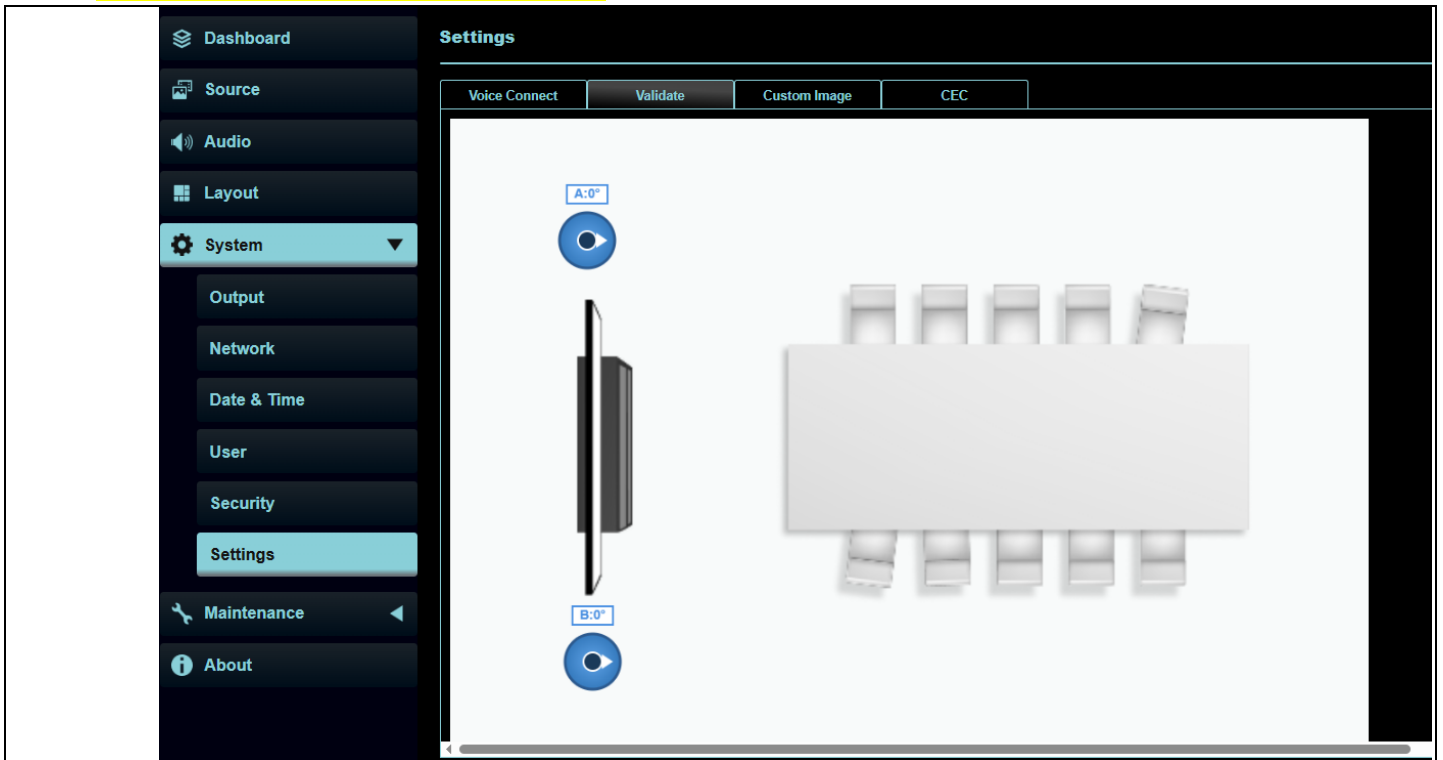 Dashboard
Source
Audio
Layout
System
Output
Network
Date & Time
User
Security
Settings
Maintenance
About
Settings
Voice Connect
Validate
Custom Image
CEC
A:0°
B:0°